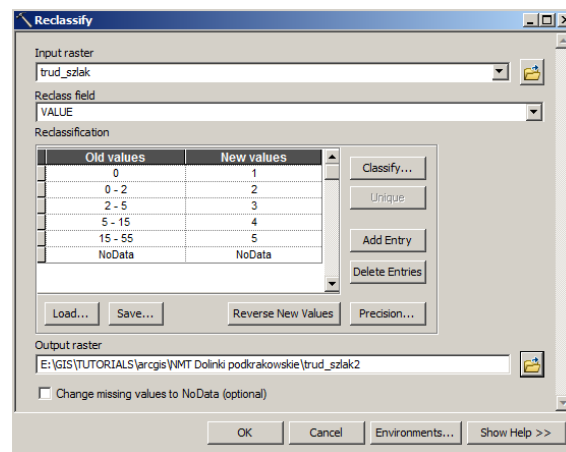 Reclassify
Input raster
trud_szlak
Reclass field
VALUE
Reclassification
Old values New values
0 1
0 - 2 2
2 - 5 3
5 - 15 4
15 - 55 5
NoData NoData
Classify...
Unique
Add Entry
Delete Entries
Load... Save... Reverse New Values Precision...
Output raster
E:\GIS\TUTORIALS\arcgis\NMT Dolinki podkrakowskie\trud_szlak2
Change missing values to NoData (optional)
OK Cancel Environments... Show Help >>